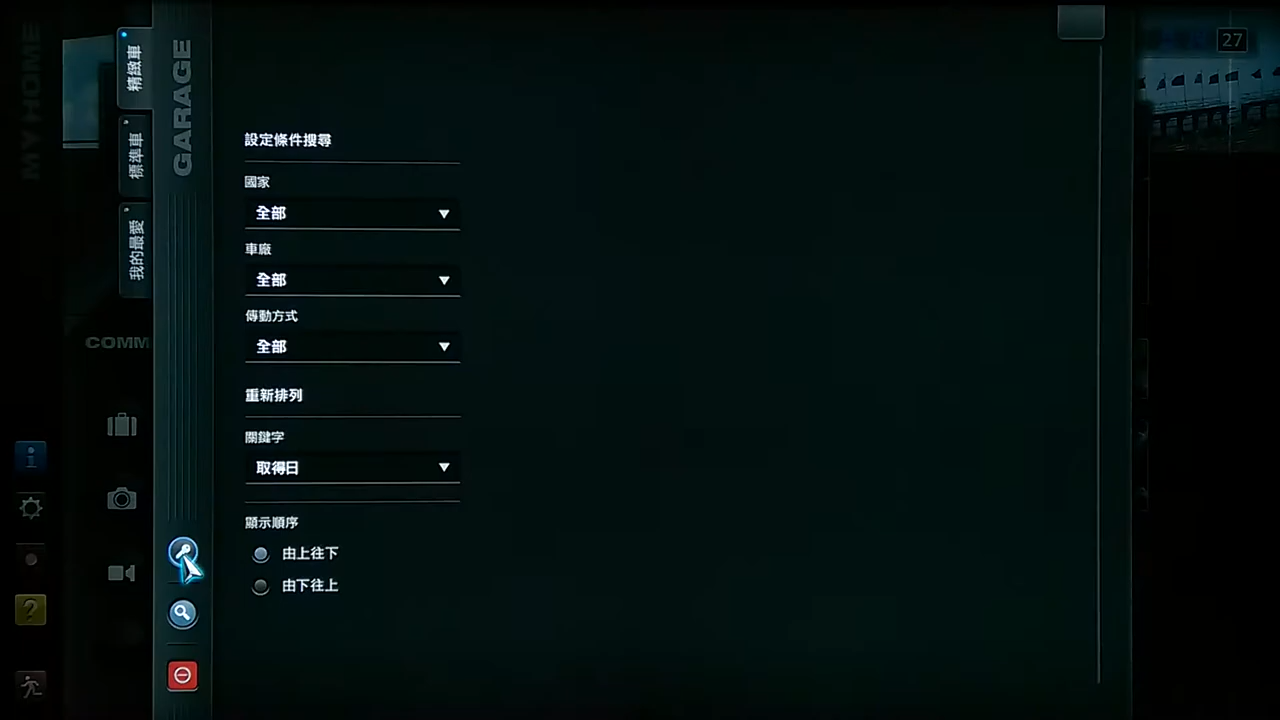 MY HOME
27
精緻車
標準車
我的最愛
GARAGE
COMM
設定條件搜尋
國家
全部
車廠
全部
傳動方式
全部
重新排列
關鍵字
取得日
顯示順序
由上往下
由下往上